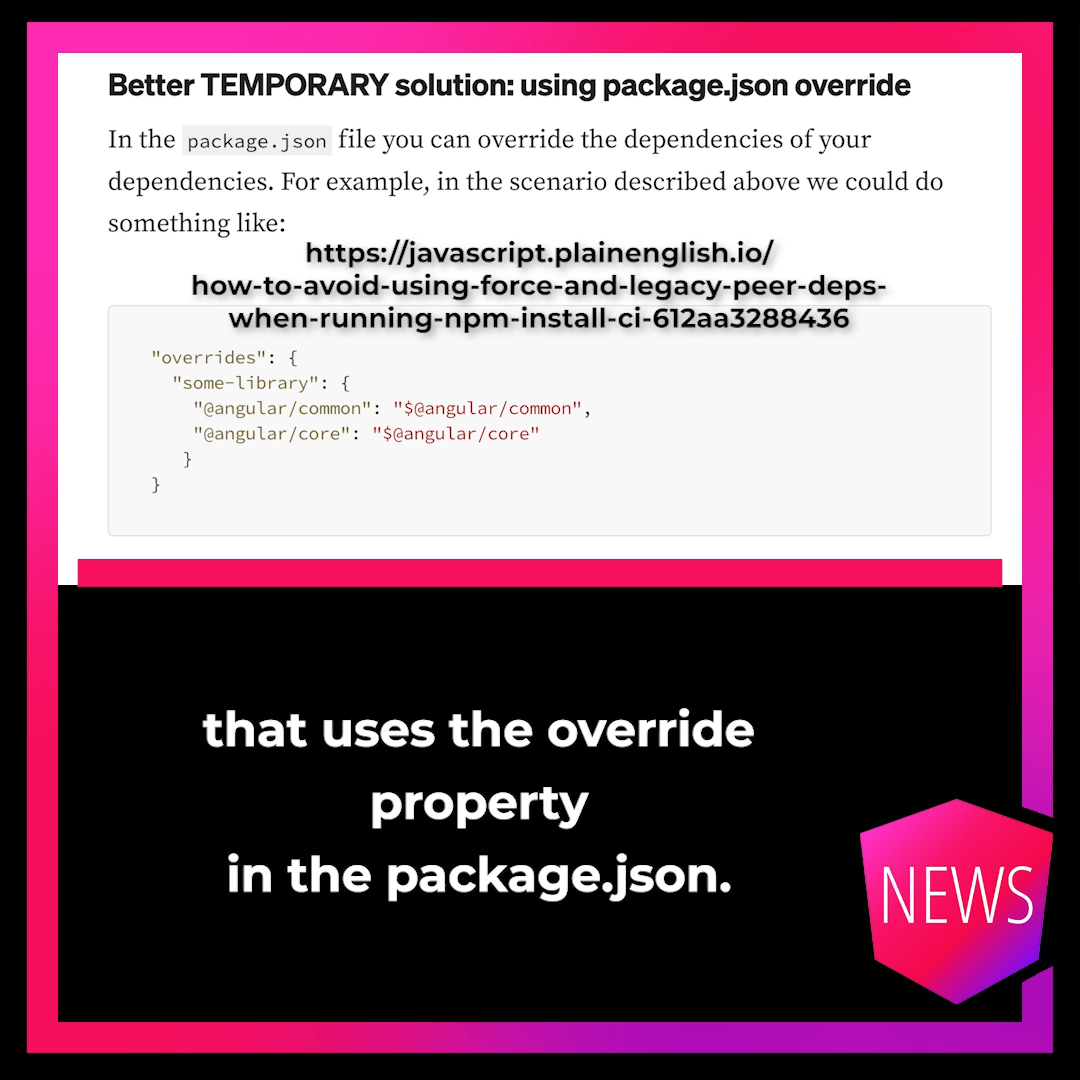 Better TEMPORARY solution: using package.json override
In the package.json file you can override the dependencies of your
dependencies. For example, in the scenario described above we could do
something like:
https://javascript.plainenglish.io/
how-to-avoid-using-force-and-legacy-peer-deps-
when-running-npm-install-ci-612aa3288436
"overrides": {
"some-library": {
"@angular/common": "$@angular/common",
"@angular/core": "$@angular/core"
}
}
that uses the override
property
in the package.json.
NEWS